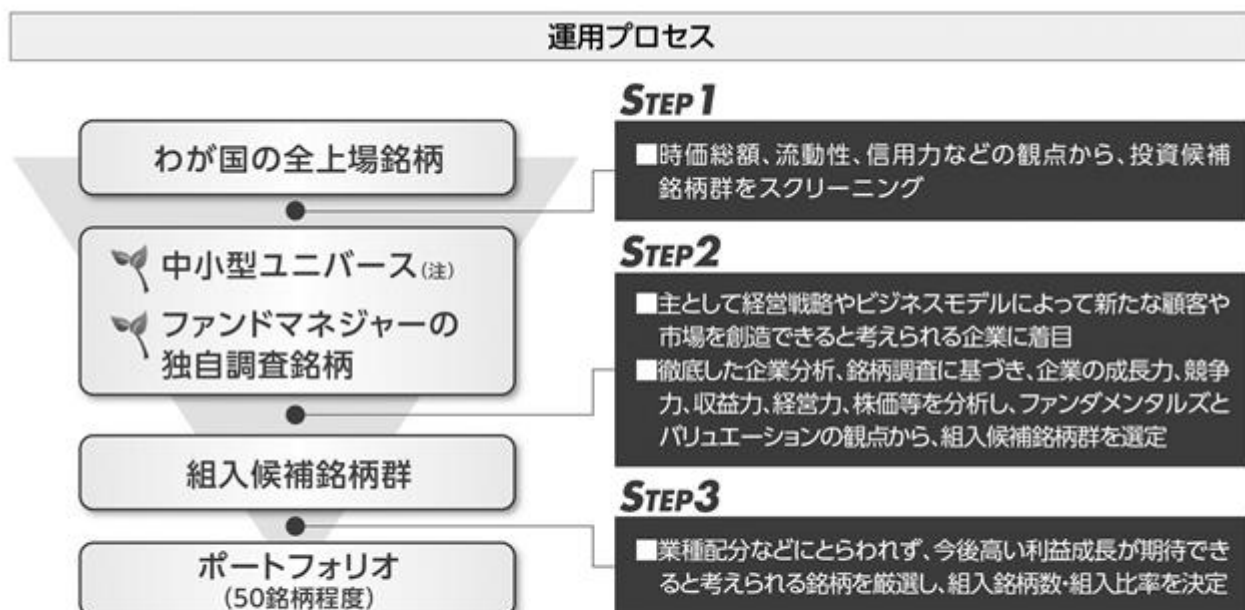 運用プロセス
わが国の全上場銘柄
STEP1
■時価総額、流動性、信用力などの観点から、投資候補
銘柄群をスクリーニング
中小型ユニバース(注)
ファンドマネジャーの
独自調査銘柄
STEP2
■主として経営戦略やビジネスモデルによって新たな顧客や
市場を創造できると考えられる企業に着目
■徹底した企業分析、銘柄調査に基づき、企業の成長力、競争
力、収益力、経営力、株価等を分析し、ファンダメンタルズと
バリュエーションの観点から、組入候補銘柄群を選定
組入候補銘柄群
STEP3
■業種配分などにとらわれず、今後高い利益成長が期待でき
ると考えられる銘柄を厳選し、組入銘柄数・組入比率を決定
ポートフォリオ
(50銘柄程度)